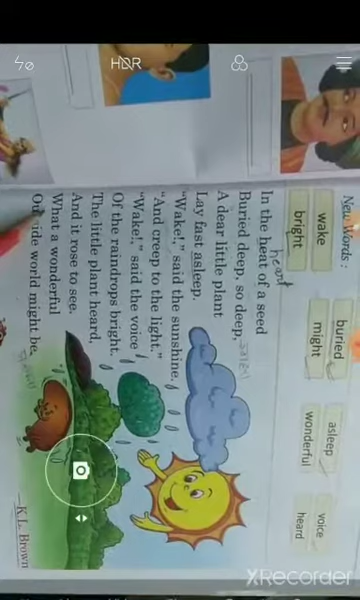 HDR
New Words :
wake
buried
asleep
voice
bright
might
wonderful
heard
In the heat of a seed
heart
Buried deep, so deep,
A dear little plant
Lay fast asleep.
"Wake!," said the sunshine.
"And creep to the light."
"Wake!," said the voice
Of the raindrops bright.
The little plant heard,
And it rose to see.
What a wonderful
Outside world might be.
—K.L. Brown
XRecorder